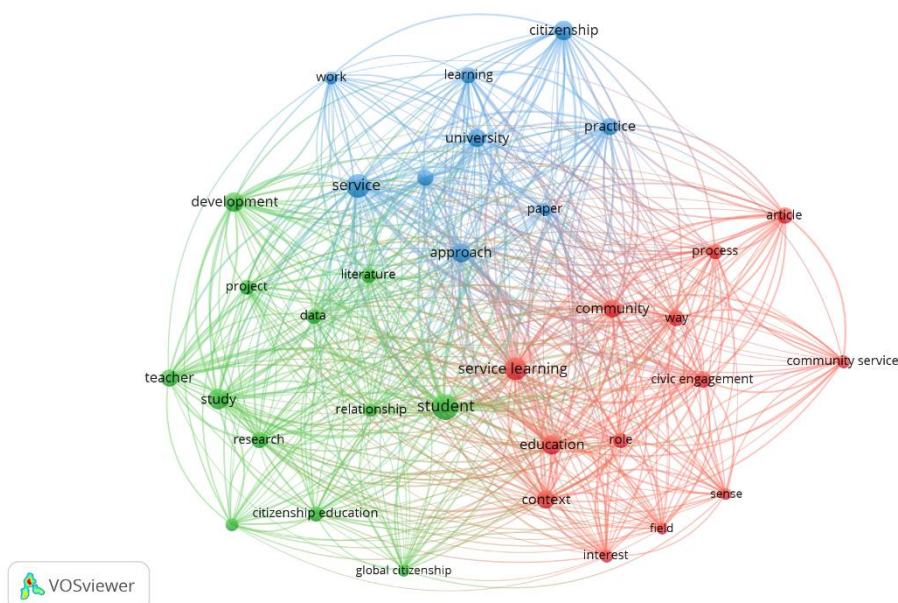 citizenship
work
learning
practice
university
service
development
paper
article
approach
process
literature
project
community
data
way
community service
service learning
teacher
civic engagement
study
student
relationship
research
education
role
sense
context
citizenship education
field
interest
global citizenship
VOSviewer